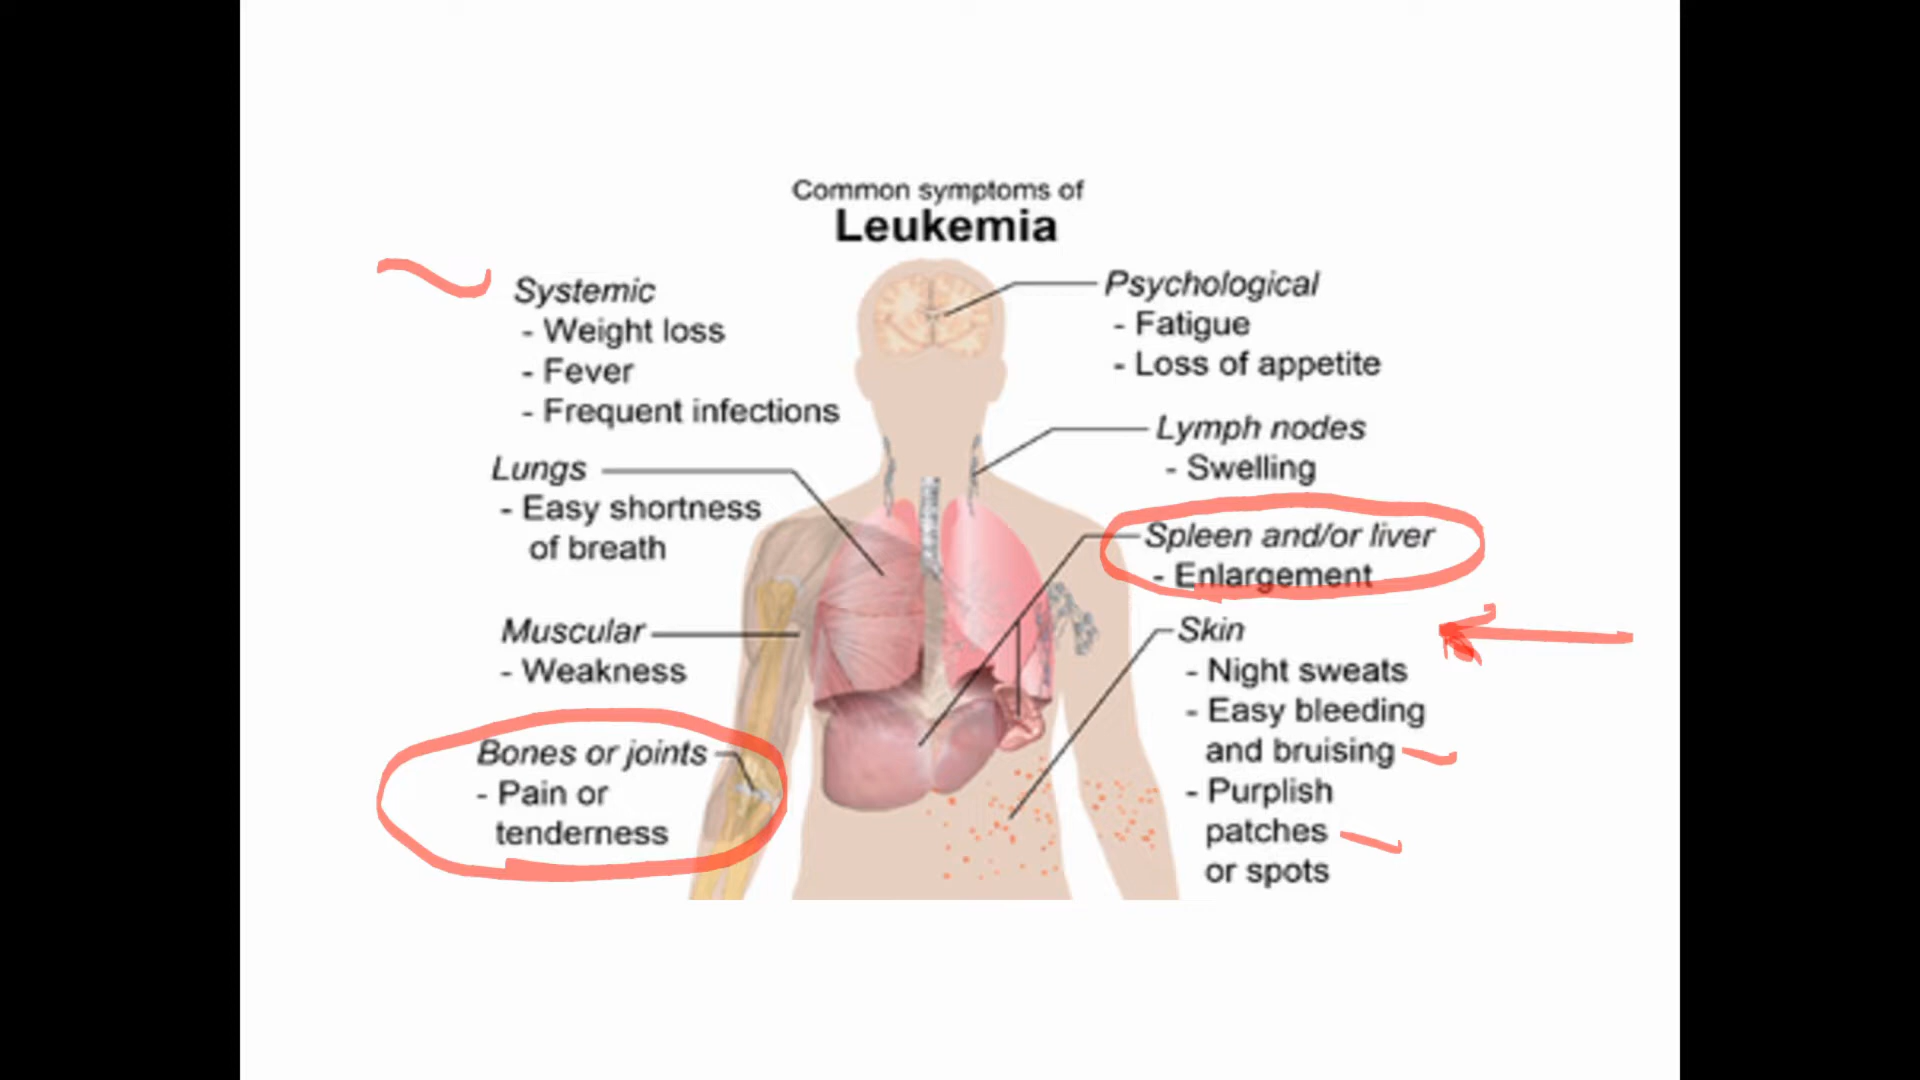 Common symptoms of
Leukemia
Systemic
- Weight loss
- Fever
- Frequent infections
Lungs
- Easy shortness
of breath
Muscular
- Weakness
Bones or joints
- Pain or
tenderness
Psychological
- Fatigue
- Loss of appetite
Lymph nodes
- Swelling
Spleen and/or liver
- Enlargement
Skin
- Night sweats
- Easy bleeding
and bruising
- Purplish
patches
or spots